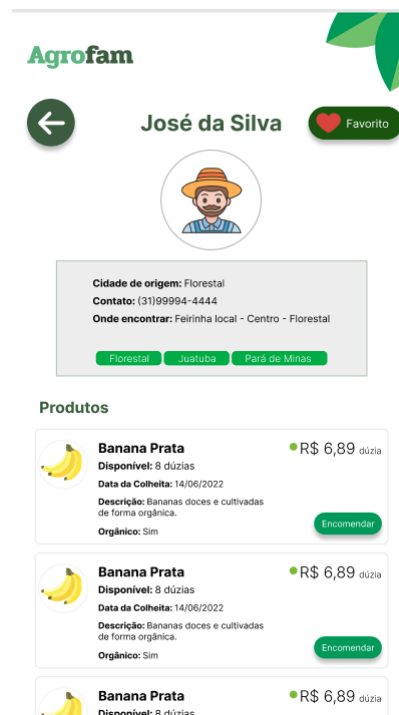 Agrofam
José da Silva
Favorito
Cidade de origem: Florestal
Contato: (31)99994-4444
Onde encontrar: Feirinha local - Centro - Florestal
Florestal Juatuba Pará de Minas
Produtos
Banana Prata
R$ 6,89 dúzia
Disponível: 8 dúzias
Data da Colheita: 14/06/2022
Descrição: Bananas doces e cultivadas
de forma orgânica.
Encomendar
Orgânico: Sim
Banana Prata
R$ 6,89 dúzia
Disponível: 8 dúzias
Data da Colheita: 14/06/2022
Descrição: Bananas doces e cultivadas
de forma orgânica.
Encomendar
Orgânico: Sim
Banana Prata
R$ 6,89 dúzia
Disponível: 8 dúzias